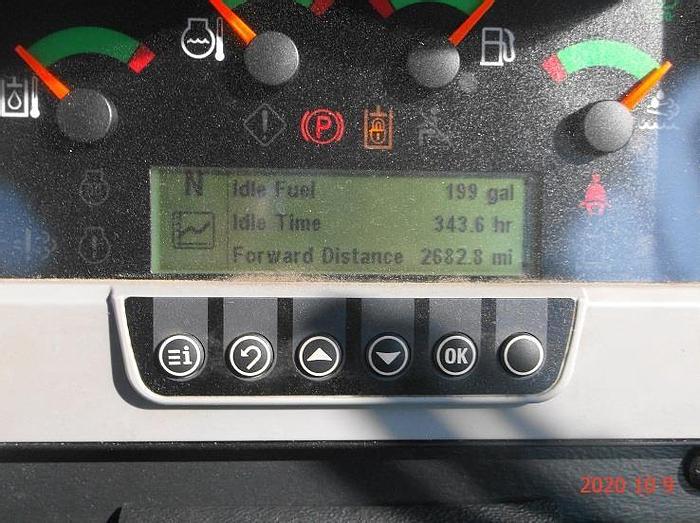 P
N
Idle Fuel 199 gal
Idle Time 343.6 hr
Forward Distance 2682.8 mi
i
OK
2020 10 9